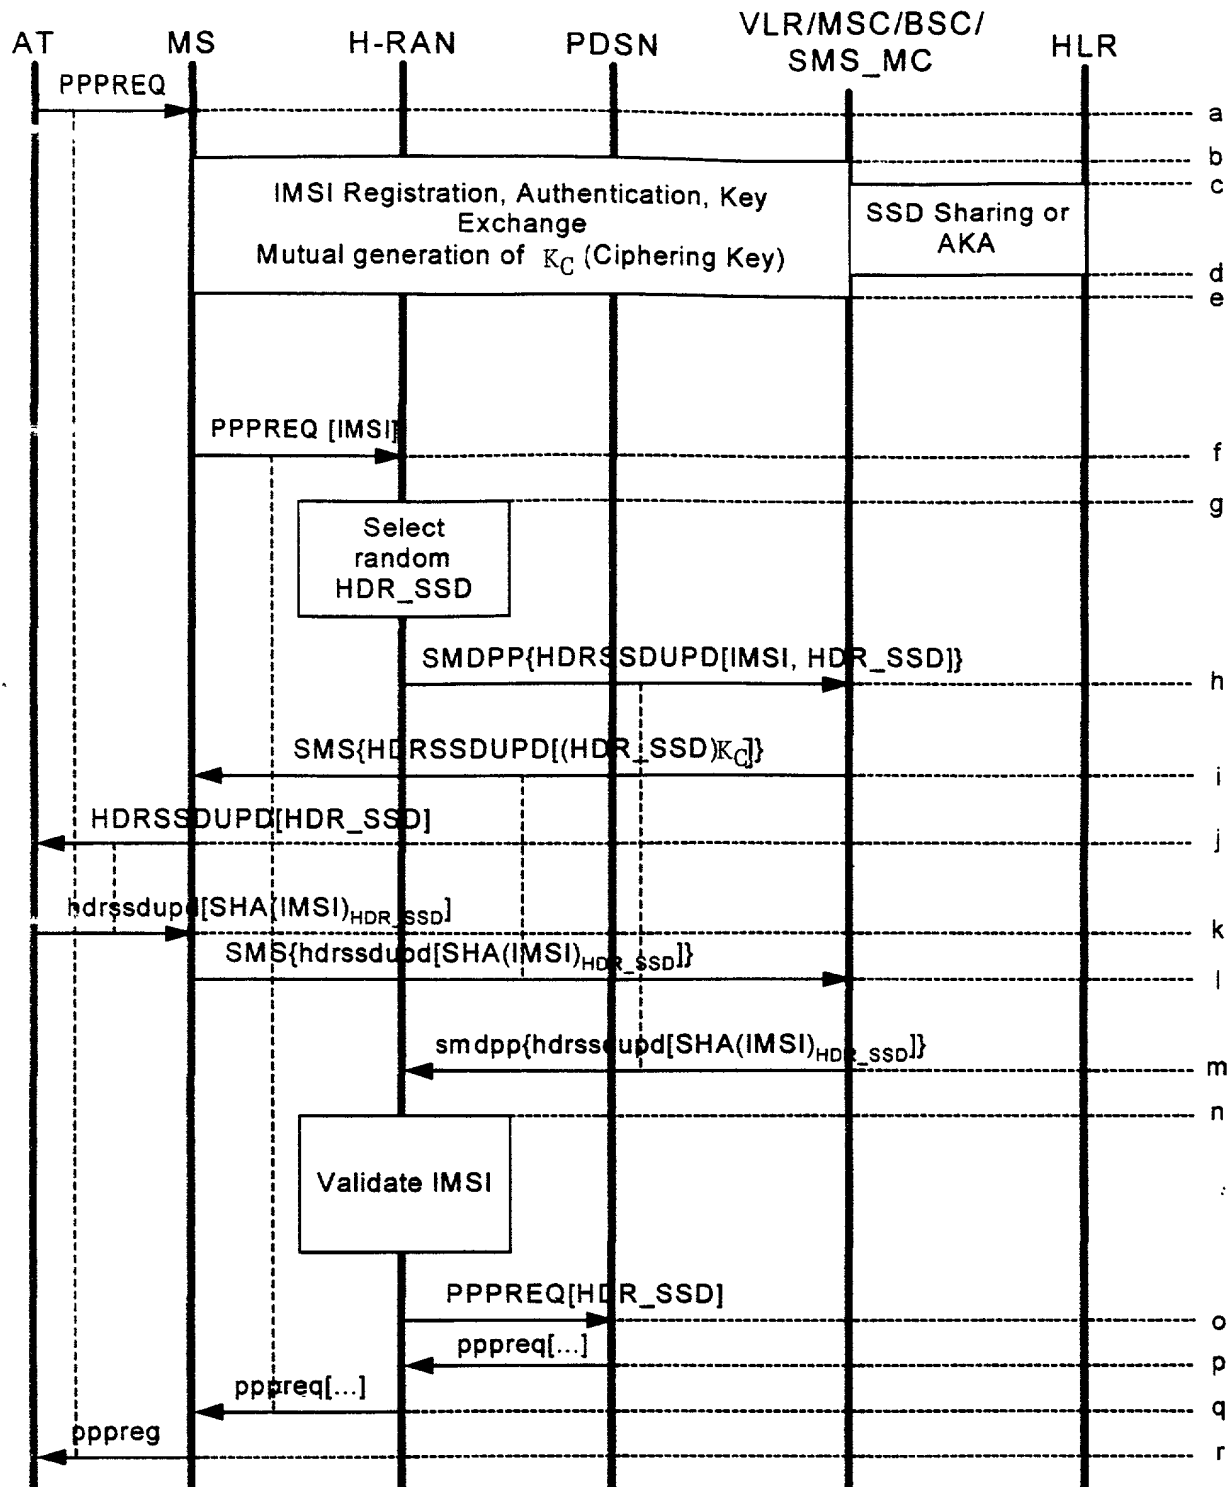 AT MS H-RAN PDSN VLR/MSC/BSC/
SMS_MC HLR
PPPREQ
a
b
IMSI Registration, Authentication, Key
Exchange
Mutual generation of K_C (Ciphering Key)
c
SSD Sharing or
AKA
d
e
PPPREQ [IMSI]
f
g
Select
random
HDR_SSD
SMDPP{HDRSSDUPD[IMSI, HDR_SSD]}
h
SMS{HDRSSDUPD[(HDR_SSD)K_C]}
i
HDRSSDUPD[HDR_SSD]
j
hdrssdupd[SHA(IMSI)HDR_SSD]
k
SMS{hdrssdupd[SHA(IMSI)HDR_SSD]}
l
smdpp{hdrssdupd[SHA(IMSI)HDR_SSD]}
m
n
Validate IMSI
PPPREQ[HDR_SSD]
o
pppreq[...]
p
pppreq[...]
q
pppreg
r